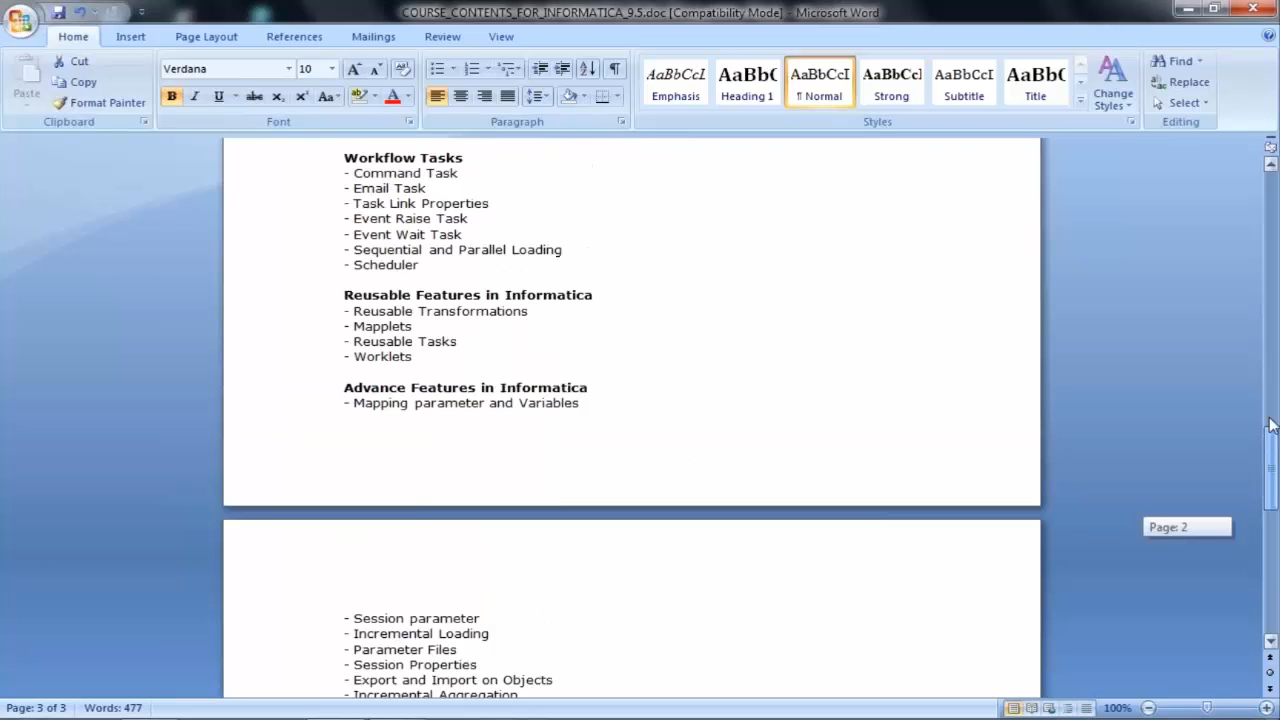 COURSE_CONTENTS_FOR_INFORMATICA_9.5.doc [Compatibility Mode] - Microsoft Word
Home Insert Page Layout References Mailings Review View
Paste
Cut
Copy
Format Painter
Clipboard
Verdana 10
B I U abc x₂ x² Aa
Font
Paragraph
AaBbCcI AaBbC AaBbCcI AaBbCcI AaBbCcI AaBbC
Emphasis Heading 1 ¶ Normal Strong Subtitle Title
Change Styles
Styles
Find
Replace
Select
Editing
Workflow Tasks
- Command Task
- Email Task
- Task Link Properties
- Event Raise Task
- Event Wait Task
- Sequential and Parallel Loading
- Scheduler
Reusable Features in Informatica
- Reusable Transformations
- Mapplets
- Reusable Tasks
- Worklets
Advance Features in Informatica
- Mapping parameter and Variables
Page: 2
- Session parameter
- Incremental Loading
- Parameter Files
- Session Properties
- Export and Import on Objects
- Incremental Aggregation
Page: 3 of 3 Words: 477 100%